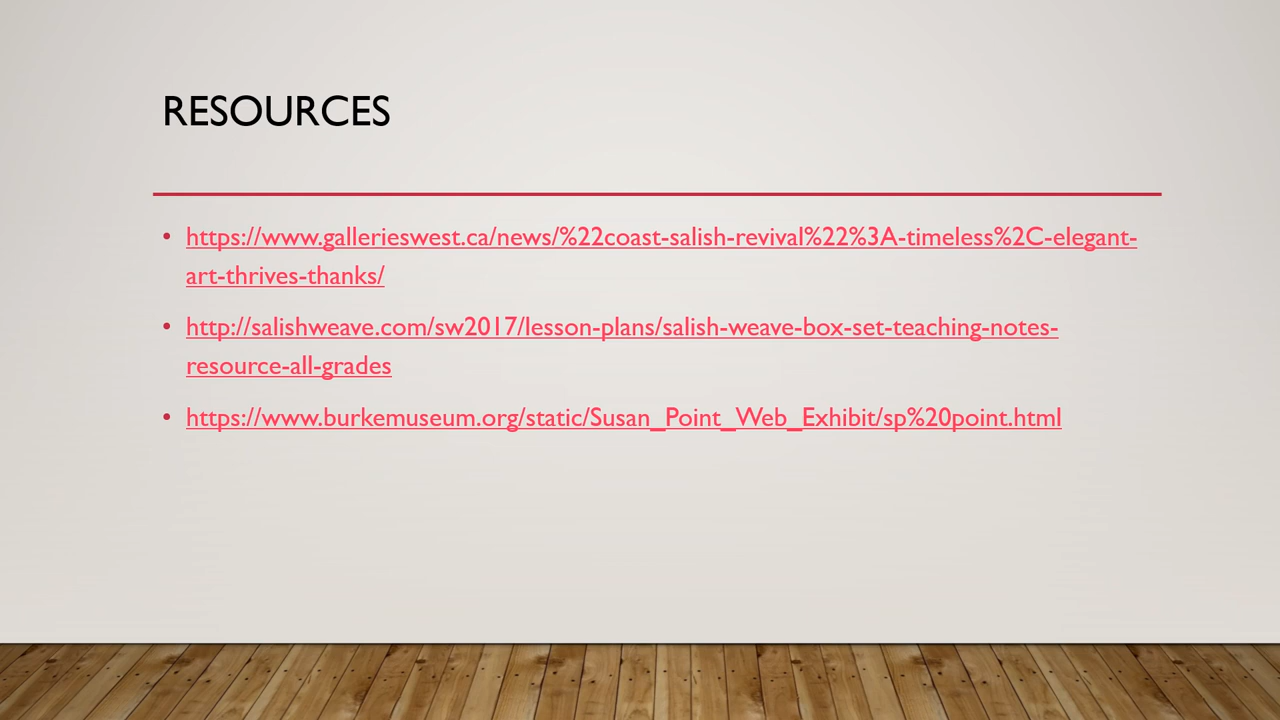 RESOURCES
• https://www.gallerieswest.ca/news/%22coast-salish-revival%22%3A-timeless%2C-elegant-
art-thrives-thanks/
• http://salishweave.com/sw2017/lesson-plans/salish-weave-box-set-teaching-notes-
resource-all-grades
• https://www.burkemuseum.org/static/Susan_Point_Web_Exhibit/sp%20point.html